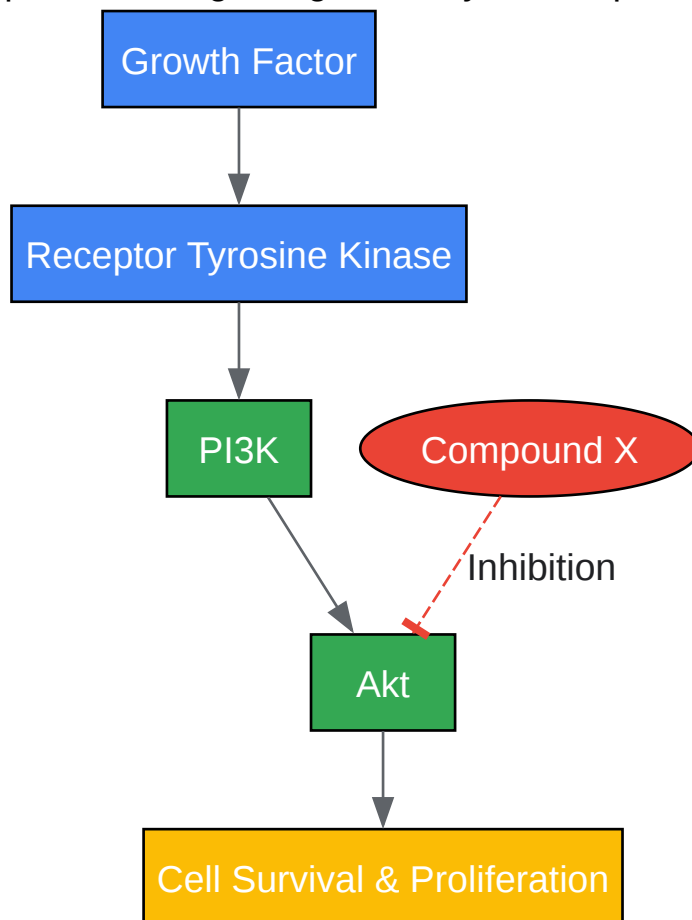 Growth Factor
Receptor Tyrosine Kinase
PI3K
Compound X
Inhibition
Akt
Cell Survival & Proliferation